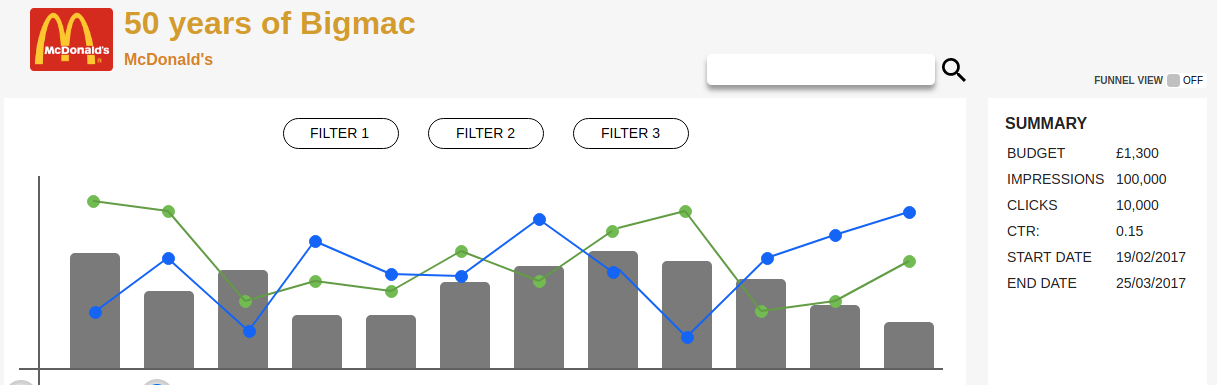 50 years of Bigmac
McDonald's
McDonald's
FUNNEL VIEW OFF
FILTER 1 FILTER 2 FILTER 3
SUMMARY
BUDGET £1,300
IMPRESSIONS 100,000
CLICKS 10,000
CTR: 0.15
START DATE 19/02/2017
END DATE 25/03/2017